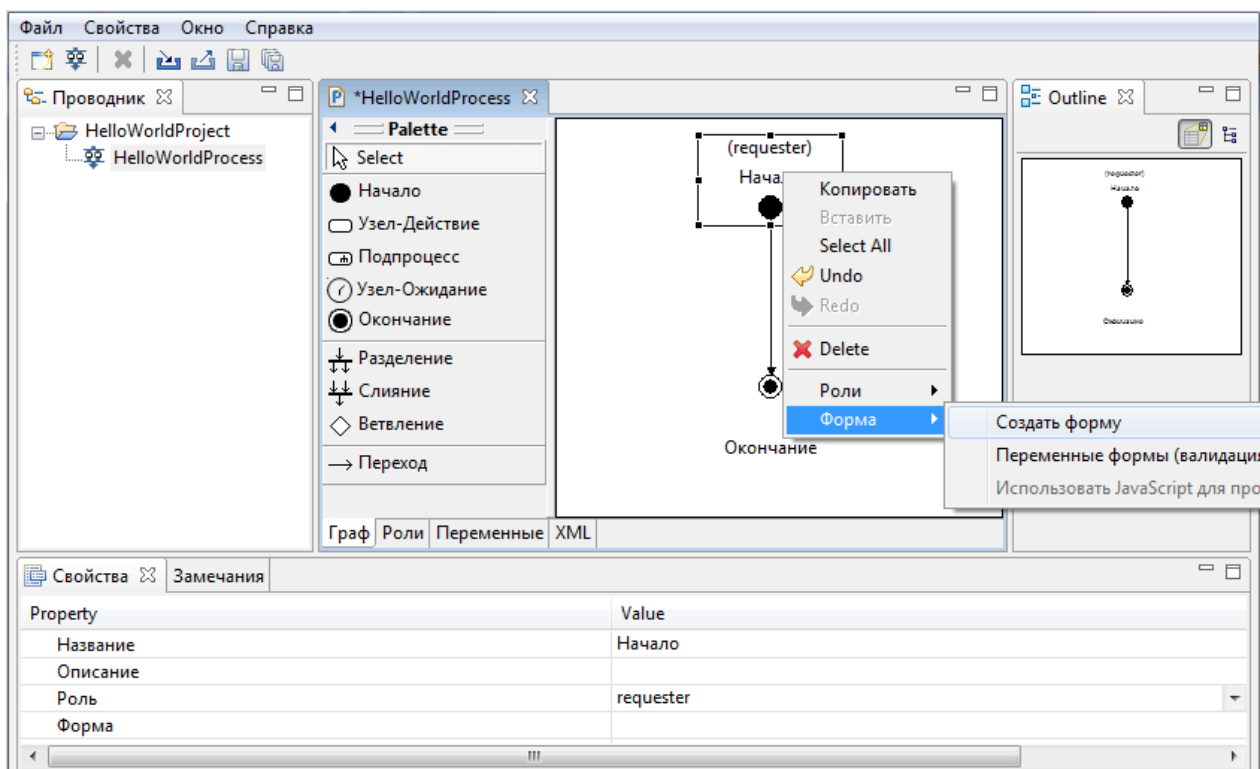 Файл Свойства Окно Справка
Проводник
HelloWorldProject
HelloWorldProcess
*HelloWorldProcess
Palette
Select
Начало
Узел-Действие
Подпроцесс
Узел-Ожидание
Окончание
Разделение
Слияние
Ветвление
Переход
(requester)
Окончание
Копировать
Вставить
Select All
Undo
Redo
Delete
Роли
Форма
Создать форму
Переменные формы (валидация
Использовать JavaScript для про
Граф Роли Переменные XML
Outline
(requester)
Начало
Окончание
Свойства Замечания
Property Value
Название Начало
Описание
Роль requester
Форма